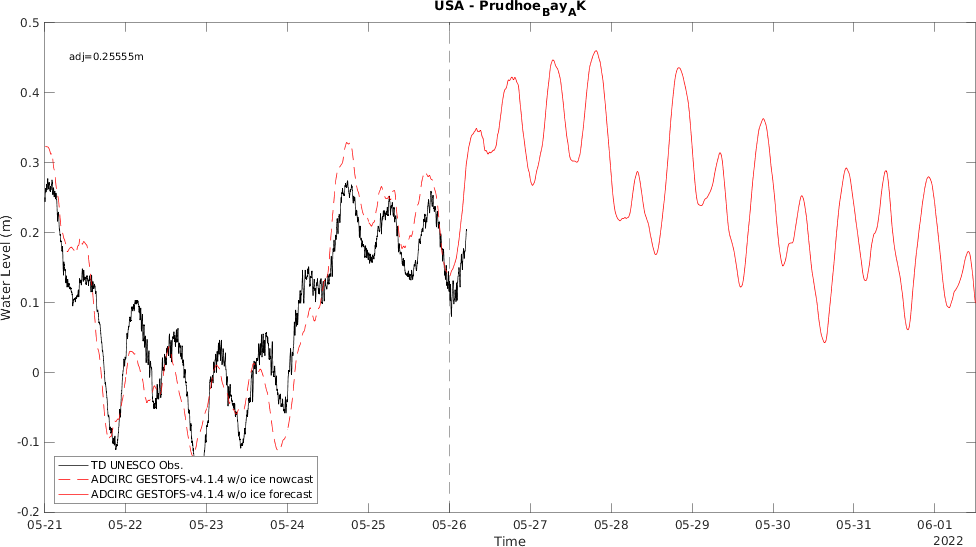 USA - Prudhoe_Bay_AK
0.5
adj=0.25555m
0.4
0.3
0.2
0.1
0
-0.1
-0.2
Water Level (m)
TD UNESCO Obs.
ADCIRC GESTOFS-v4.1.4 w/o ice nowcast
ADCIRC GESTOFS-v4.1.4 w/o ice forecast
05-21 05-22 05-23 05-24 05-25 05-26 05-27 05-28 05-29 05-30 05-31 06-01
Time
2022